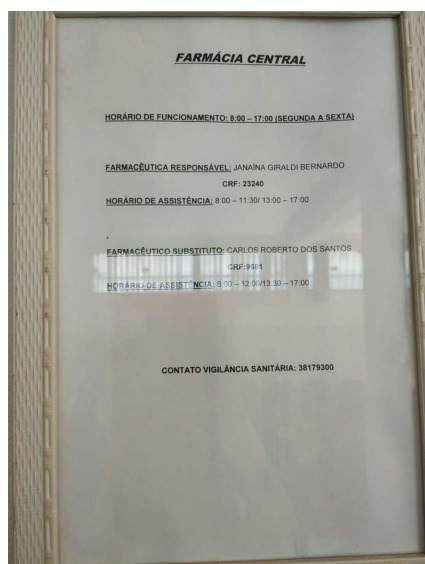 FARMÁCIA CENTRAL
HORÁRIO DE FUNCIONAMENTO: 8:00 – 17:00 (SEGUNDA A SEXTA)
FARMACÊUTICA RESPONSÁVEL: JANAÍNA GIRALDI BERNARDO
CRF: 23240
HORÁRIO DE ASSISTÊNCIA: 8:00 – 11:30/ 13:00 – 17:00
.
FARMACÊUTICO SUBSTITUTO: CARLOS ROBERTO DOS SANTOS
CRF:9681
HORÁRIO DE ASSISTÊNCIA: 8:00 – 12:00/13:30 – 17:00
CONTATO VIGILÂNCIA SANITÁRIA: 38179300